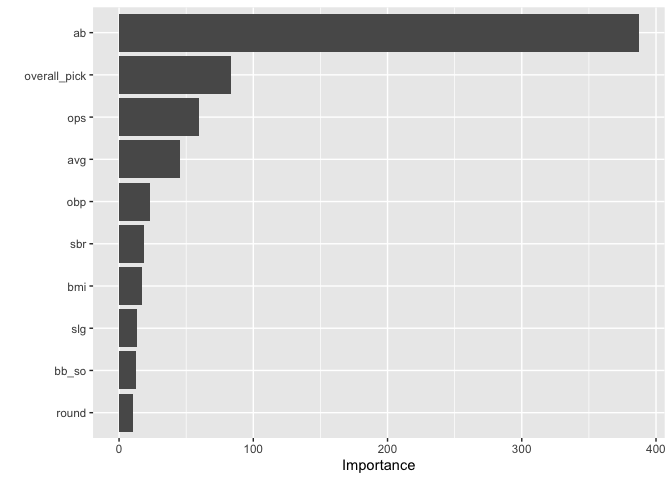 ab
overall_pick
ops
avg
obp
sbr
bmi
slg
bb_so
round
0 100 200 300 400
Importance